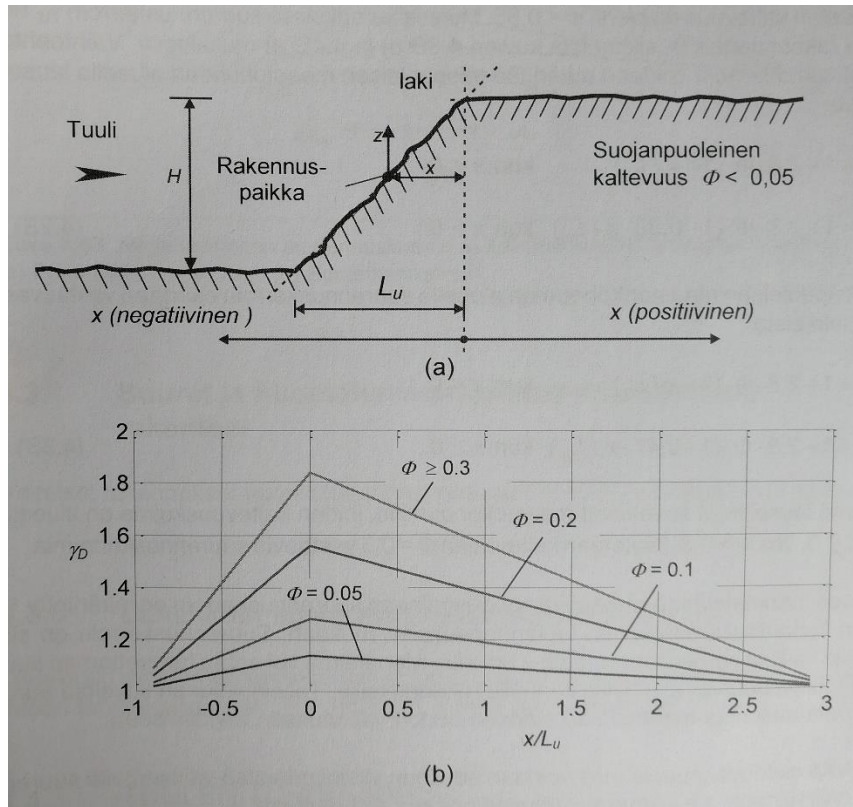 laki
Tuuli
H
z
Rakennus-
paikka
x
Suojanpuoleinen
kaltevuus Φ < 0,05
L_u
x (negatiivinen )
x (positiivinen)
(a)
2
1.8
1.6
1.4
1.2
1
γ_D
Φ ≥ 0.3
Φ = 0.2
Φ = 0.1
Φ = 0.05
-1
-0.5
0
0.5
1
1.5
2
2.5
3
x/L_u
(b)